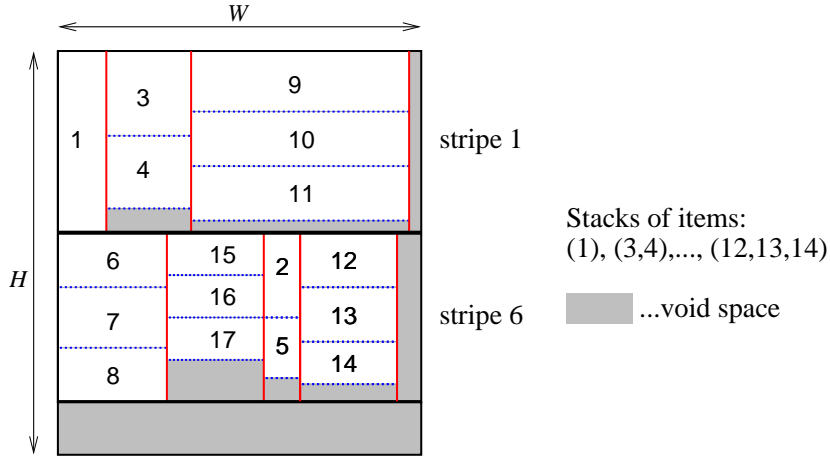 W
H
1
3
4
9
10
11
stripe 1
6
7
8
15
16
17
2
5
12
13
14
stripe 6
Stacks of items:
(1), (3,4),..., (12,13,14)
...void space